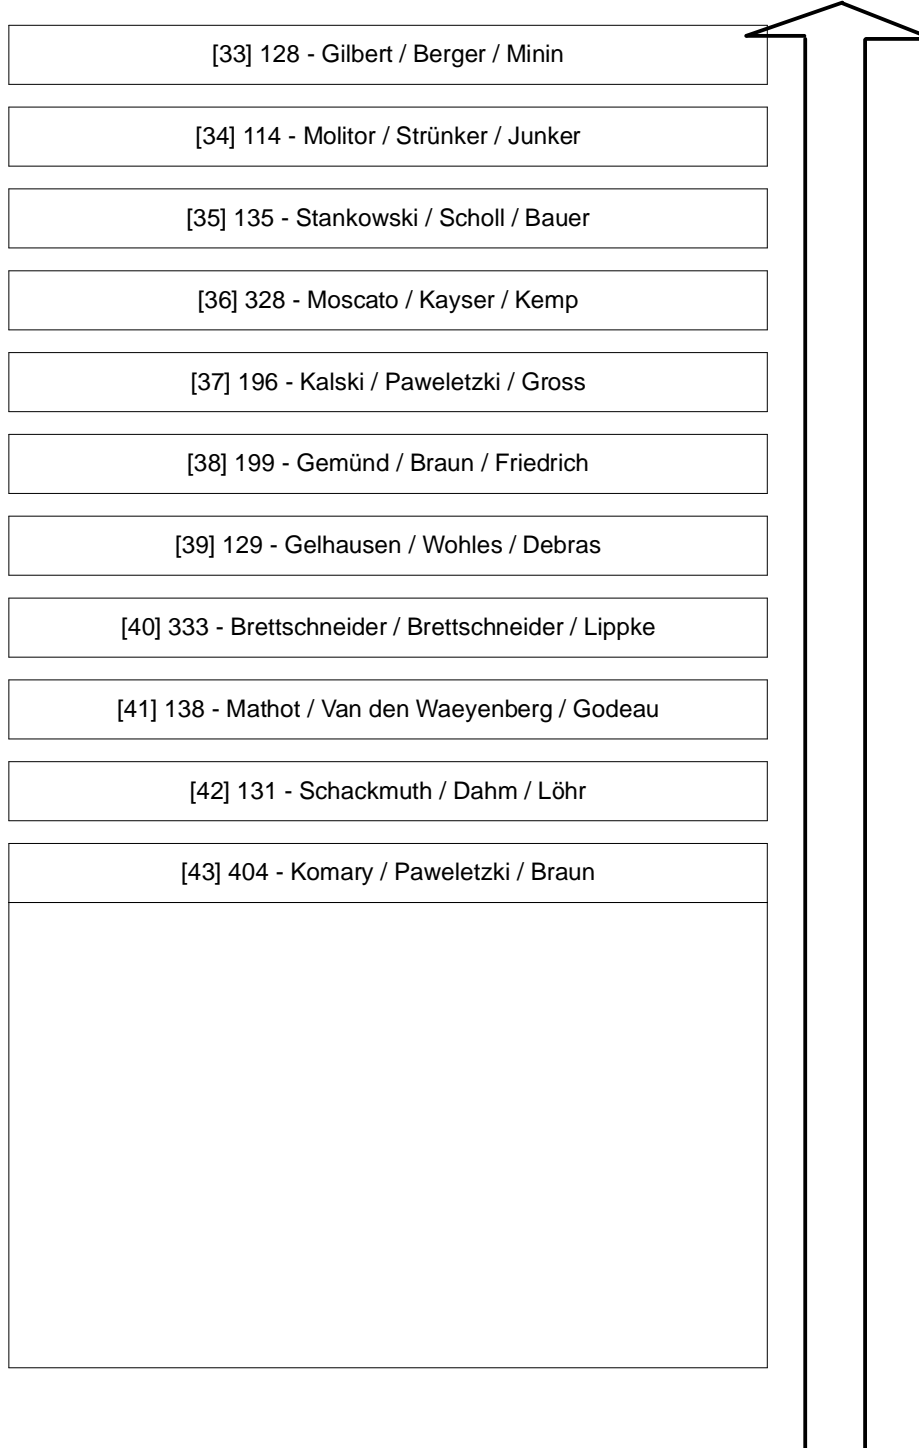 [33] 128 - Gilbert / Berger / Minin
[34] 114 - Molitor / Strünker / Junker
[35] 135 - Stankowski / Scholl / Bauer
[36] 328 - Moscato / Kayser / Kemp
[37] 196 - Kalski / Paweletzki / Gross
[38] 199 - Gemünd / Braun / Friedrich
[39] 129 - Gelhausen / Wohles / Debras
[40] 333 - Brettschneider / Brettschneider / Lippke
[41] 138 - Mathot / Van den Waeyenberg / Godeau
[42] 131 - Schackmuth / Dahm / Löhr
[43] 404 - Komary / Paweletzki / Braun